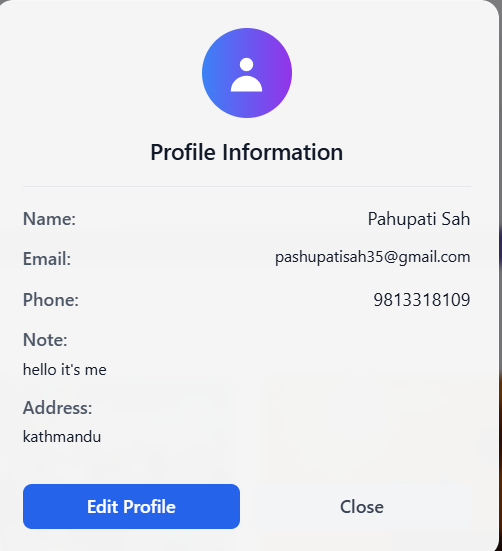 Profile Information
Name: Pahupati Sah
Email: pashupatisah35@gmail.com
Phone: 9813318109
Note:
hello it's me
Address:
kathmandu
Edit Profile Close